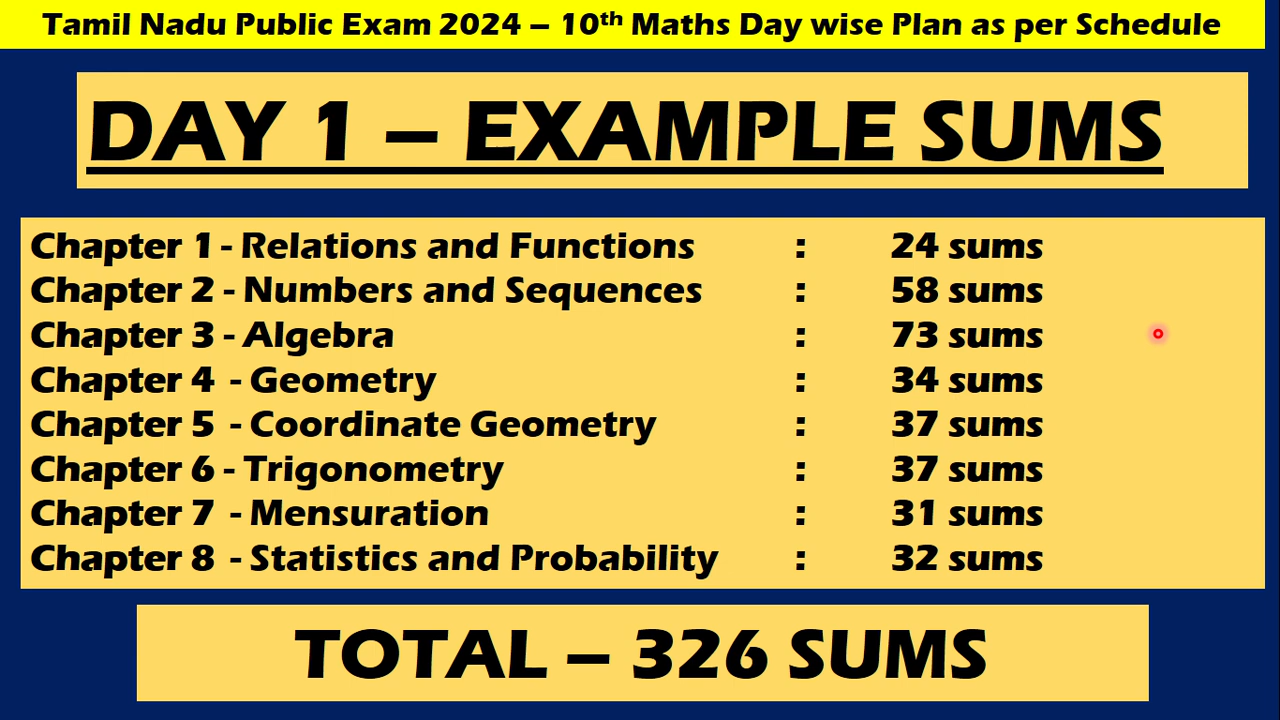 Tamil Nadu Public Exam 2024 – 10th Maths Day wise Plan as per Schedule
DAY 1 – EXAMPLE SUMS
Chapter 1 - Relations and Functions : 24 sums
Chapter 2 - Numbers and Sequences : 58 sums
Chapter 3 - Algebra : 73 sums
Chapter 4 - Geometry : 34 sums
Chapter 5 - Coordinate Geometry : 37 sums
Chapter 6 - Trigonometry : 37 sums
Chapter 7 - Mensuration : 31 sums
Chapter 8 - Statistics and Probability : 32 sums
TOTAL – 326 SUMS